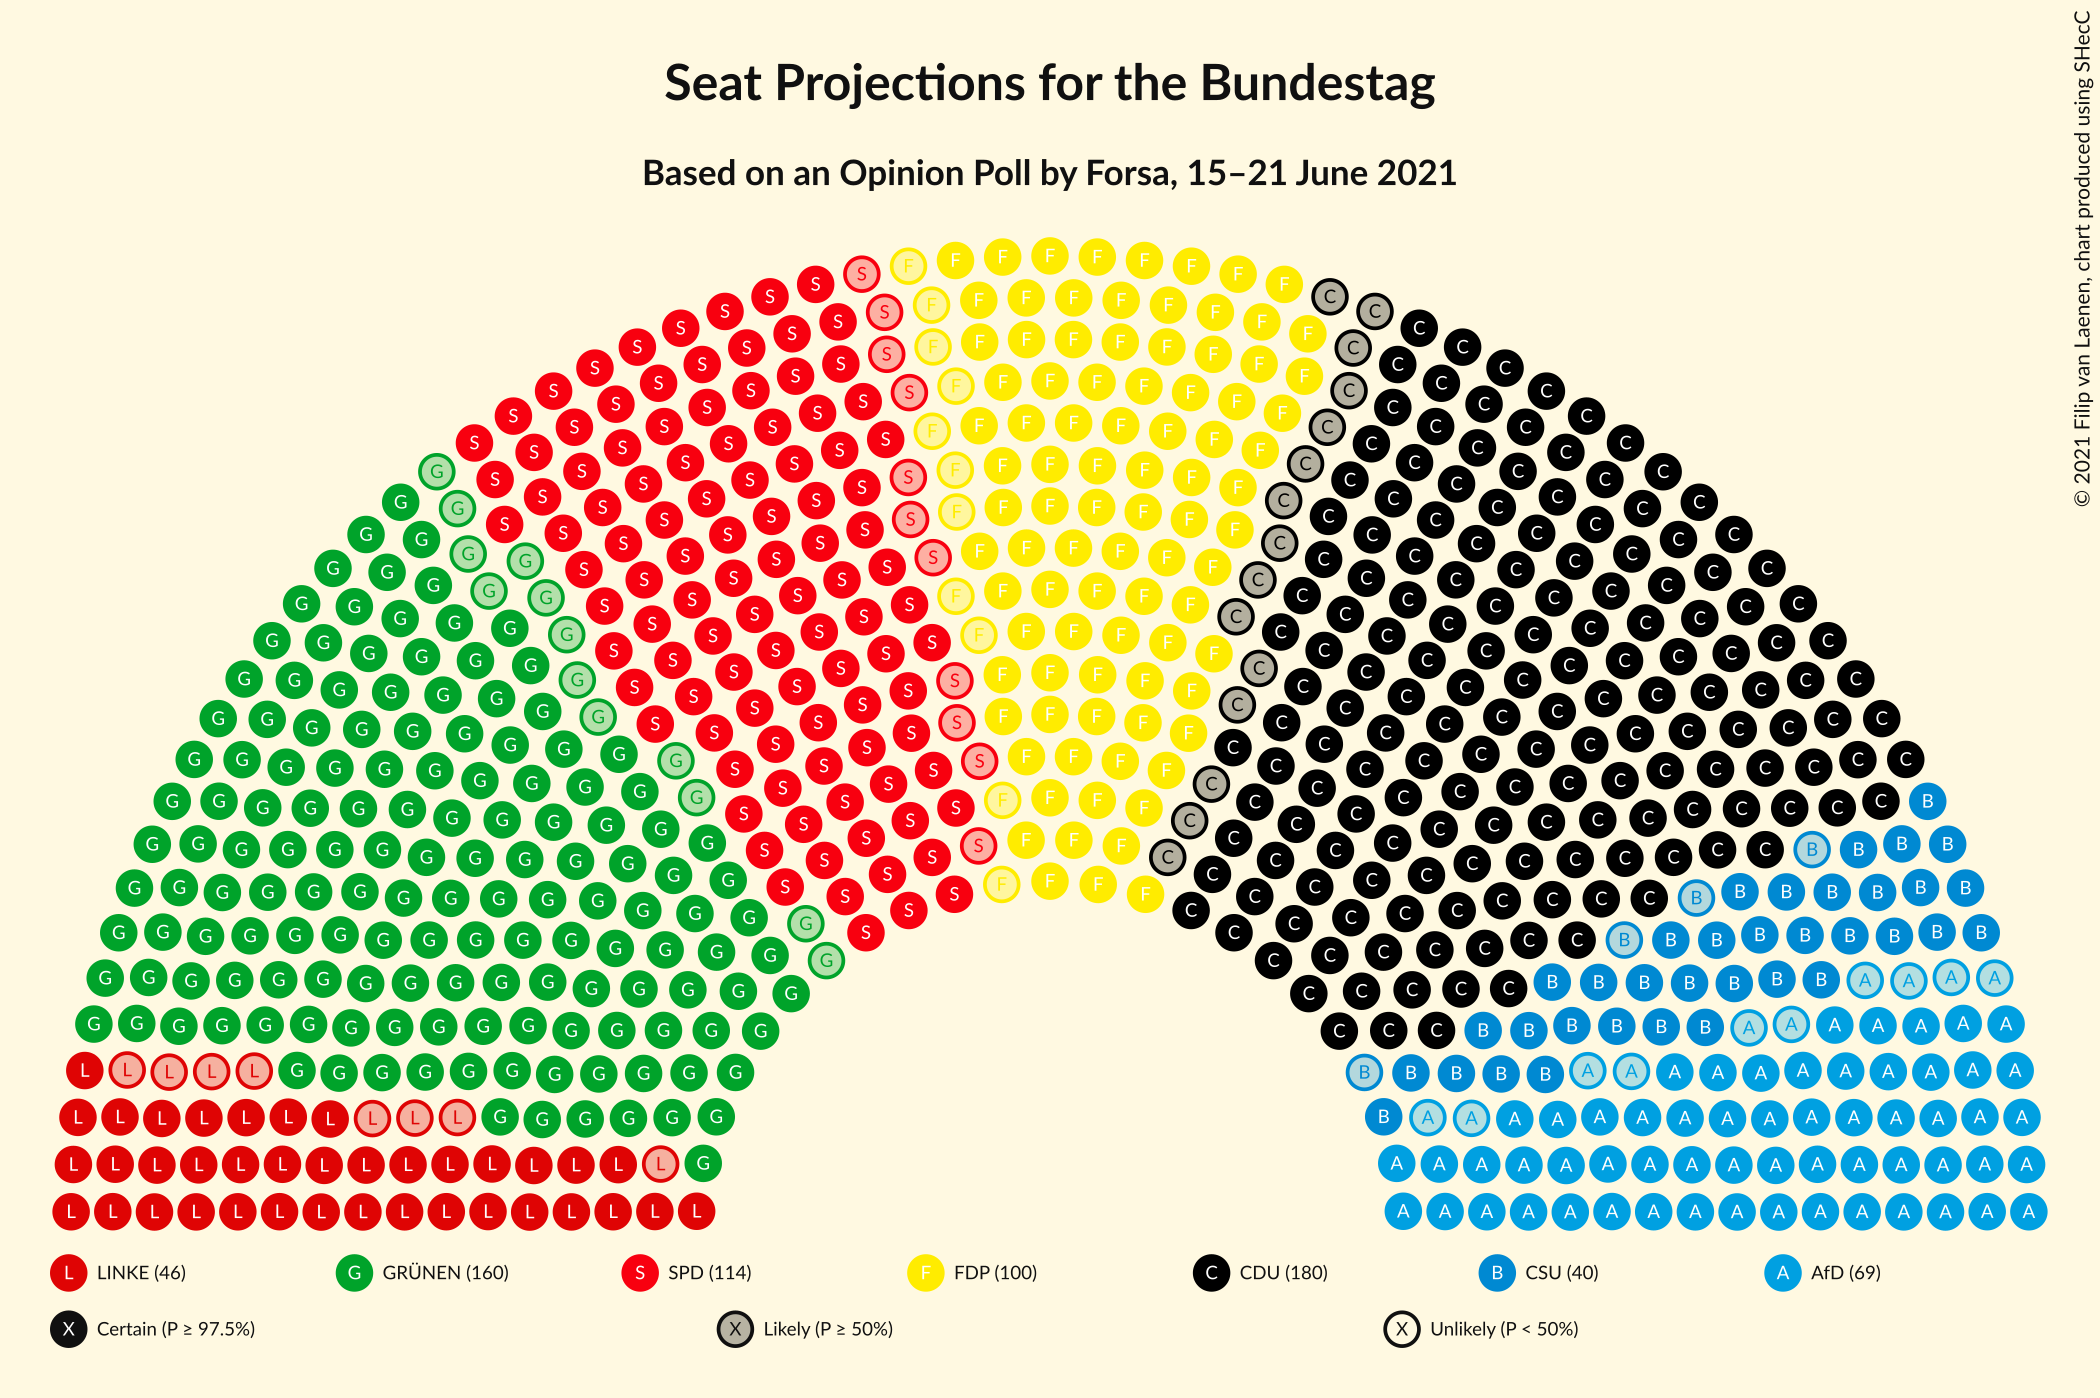 Seat Projections for the Bundestag
Based on an Opinion Poll by Forsa, 15–21 June 2021
© 2021 Filip van Laenen, chart produced using SHecC
L LINKE (46)
G GRÜNEN (160)
S SPD (114)
F FDP (100)
C CDU (180)
B CSU (40)
A AfD (69)
X Certain (P ≥ 97.5%)
X Likely (P ≥ 50%)
X Unlikely (P < 50%)